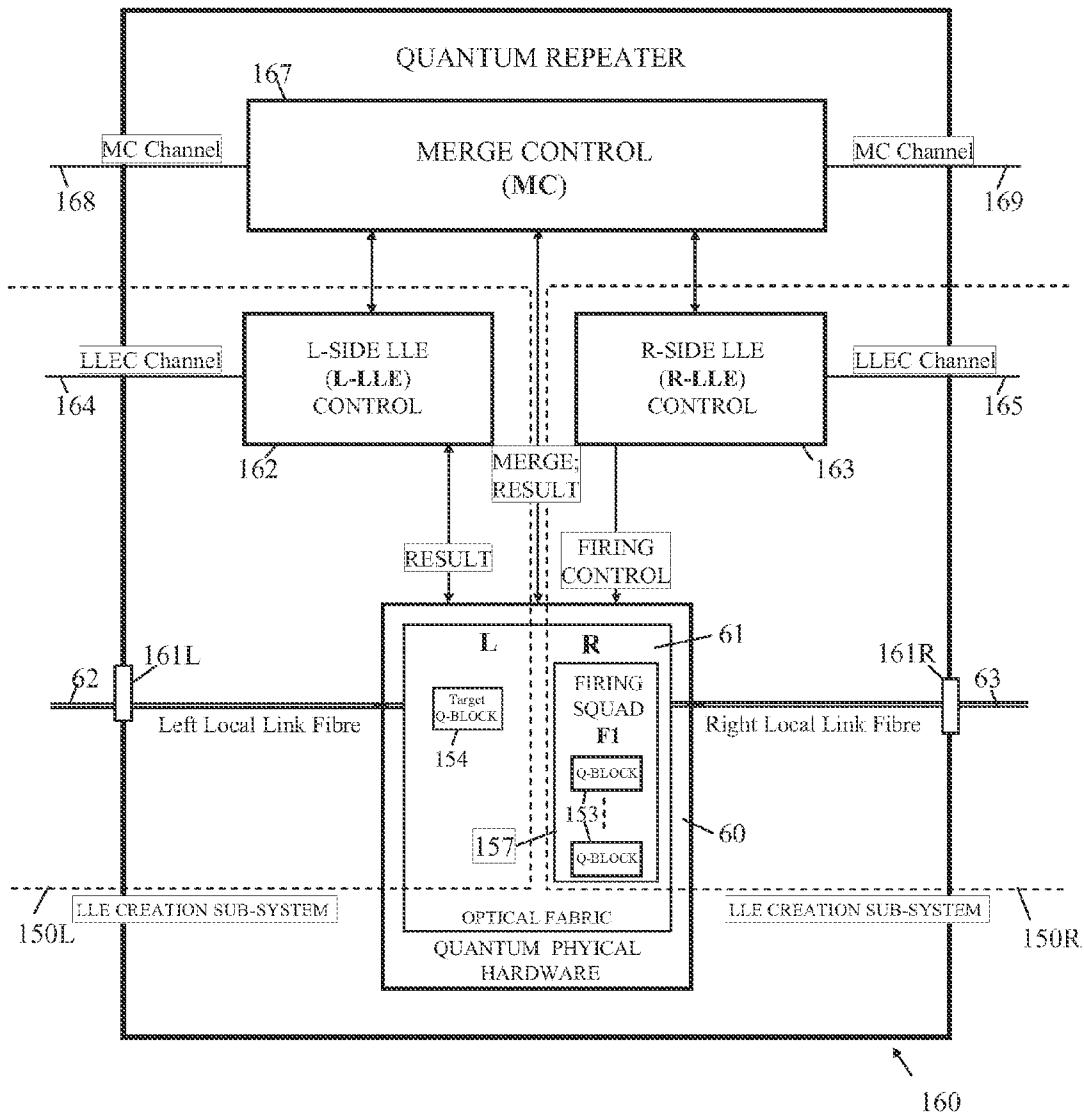 QUANTUM REPEATER
167
MC Channel
MERGE CONTROL
(MC)
MC Channel
168
169
L-SIDE LLE
(L-LLE)
CONTROL
R-SIDE LLE
(R-LLE)
CONTROL
LLEC Channel
LLEC Channel
164
165
162
163
MERGE;
RESULT
RESULT
FIRING
CONTROL
L
R
61
161L
161R
62
63
Target
Q-BLOCK
154
FIRING
SQUAD
F1
Left Local Link Fibre
Right Local Link Fibre
Q-BLOCK
153
60
157
Q-BLOCK
LLE CREATION SUB-SYSTEM
LLE CREATION SUB-SYSTEM
150L
150R
OPTICAL FABRIC
QUANTUM PHYICAL
HARDWARE
160